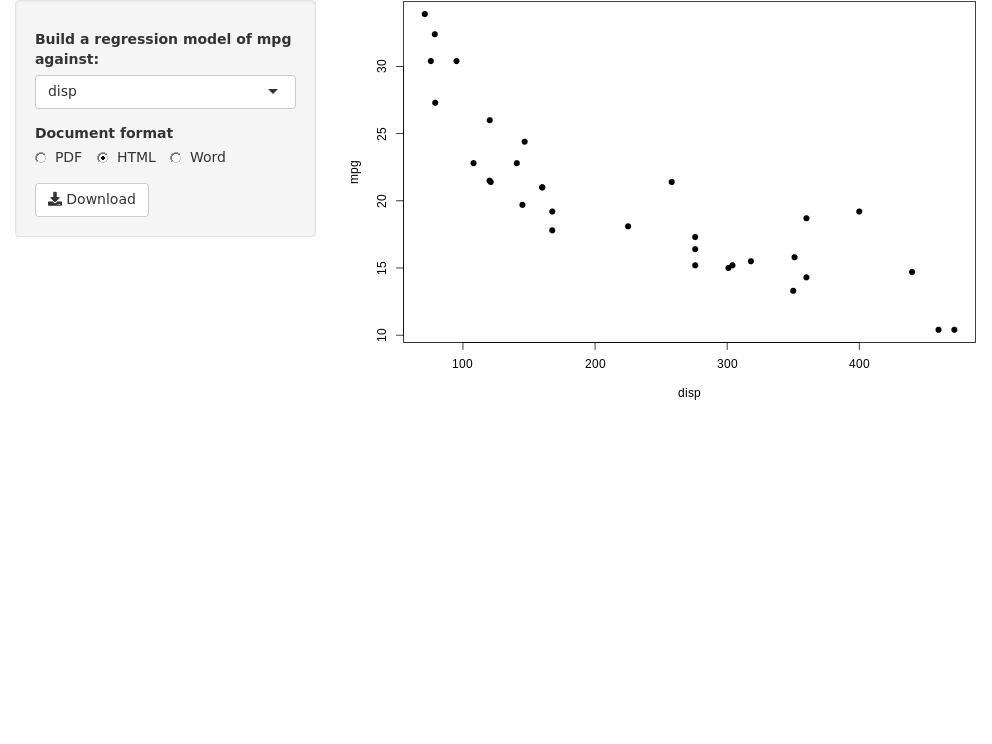 Build a regression model of mpg
against:
disp
Document format
PDF HTML Word
Download
mpg
30
25
20
15
10
100 200 300 400
disp